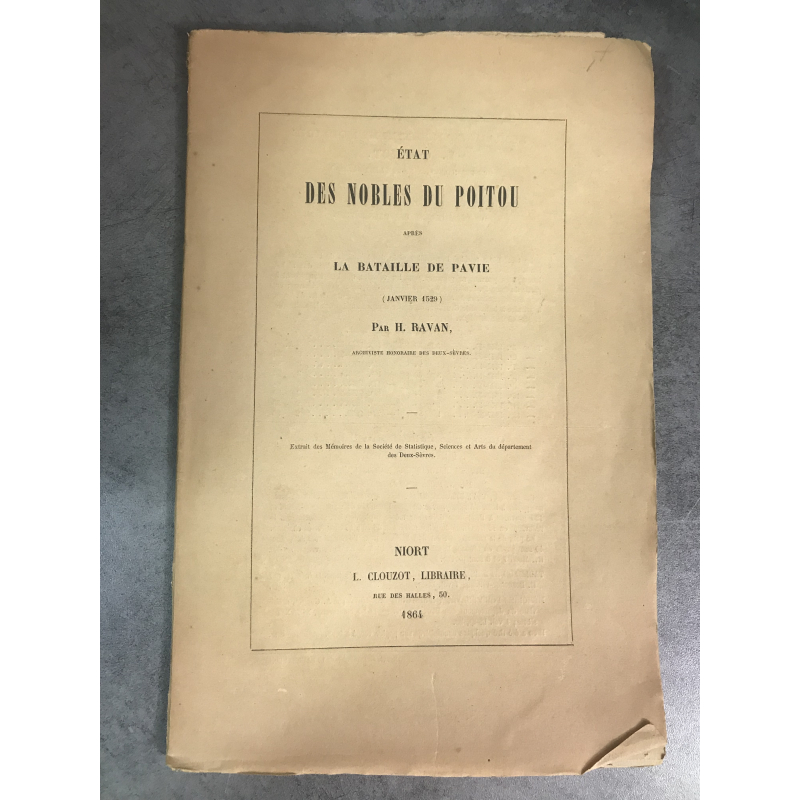 ÉTAT
DES NOBLES DU POITOU
APRÈS
LA BATAILLE DE PAVIE
(JANVIER 1529)
PAR H. RAVAN,
ARCHIVISTE HONORAIRE DES DEUX-SÈVRES.
Extrait des Mémoires de la Société de Statistique, Sciences et Arts du département
des Deux-Sèvres.
NIORT
L. CLOUZOT, LIBRAIRE,
RUE DES HALLES, 50.
1864